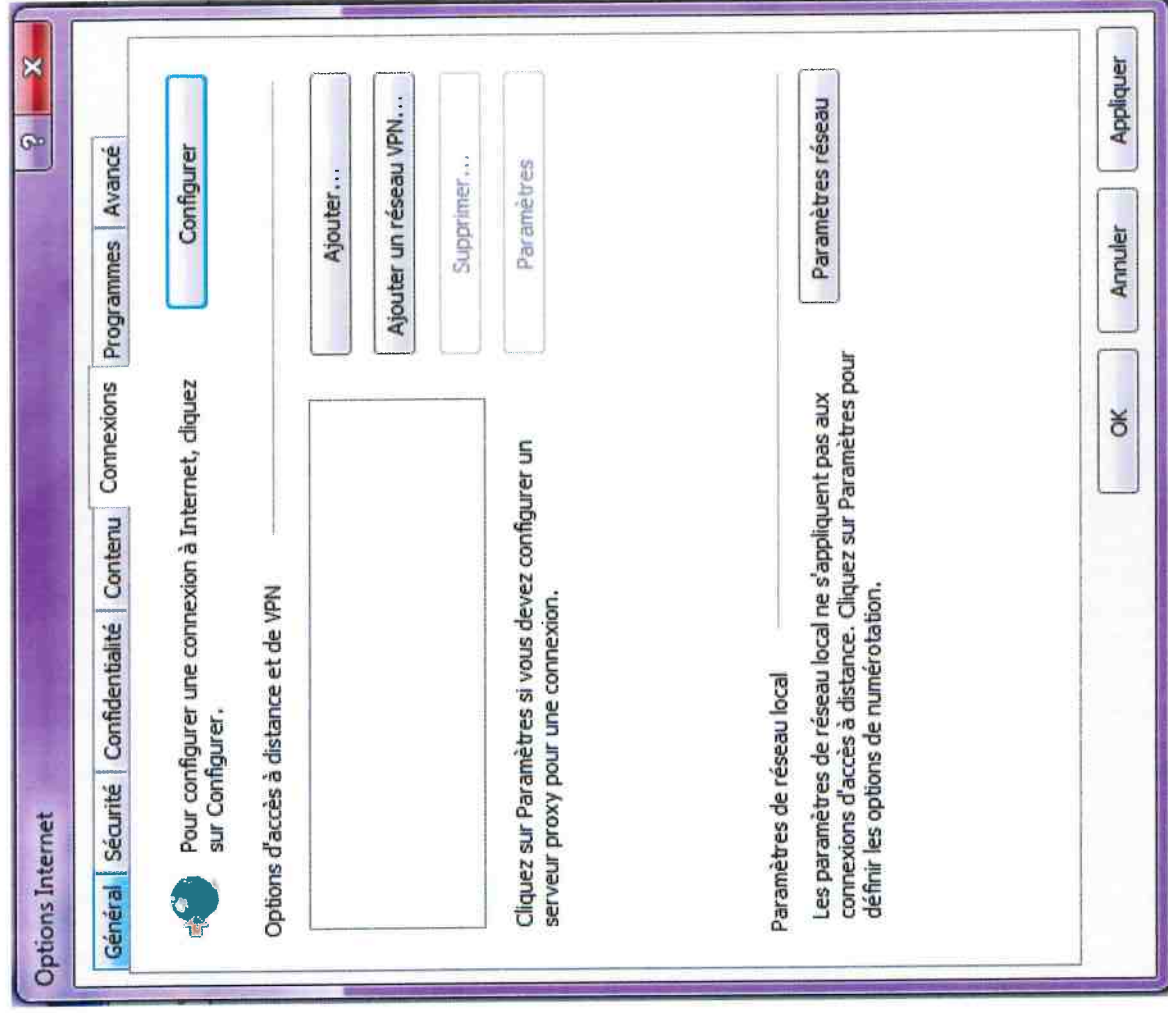 Options Internet
? X
Général Sécurité Confidentialité Contenu Connexions Programmes Avancé
Pour configurer une connexion à Internet, cliquez
sur Configurer.
Configurer
Options d'accès à distance et de VPN
Ajouter...
Ajouter un réseau VPN...
Supprimer...
Paramètres
Cliquez sur Paramètres si vous devez configurer un
serveur proxy pour une connexion.
Paramètres de réseau local
Les paramètres de réseau local ne s'appliquent pas aux
connexions d'accès à distance. Cliquez sur Paramètres pour
définir les options de numérotation.
Paramètres réseau
OK Annuler Appliquer